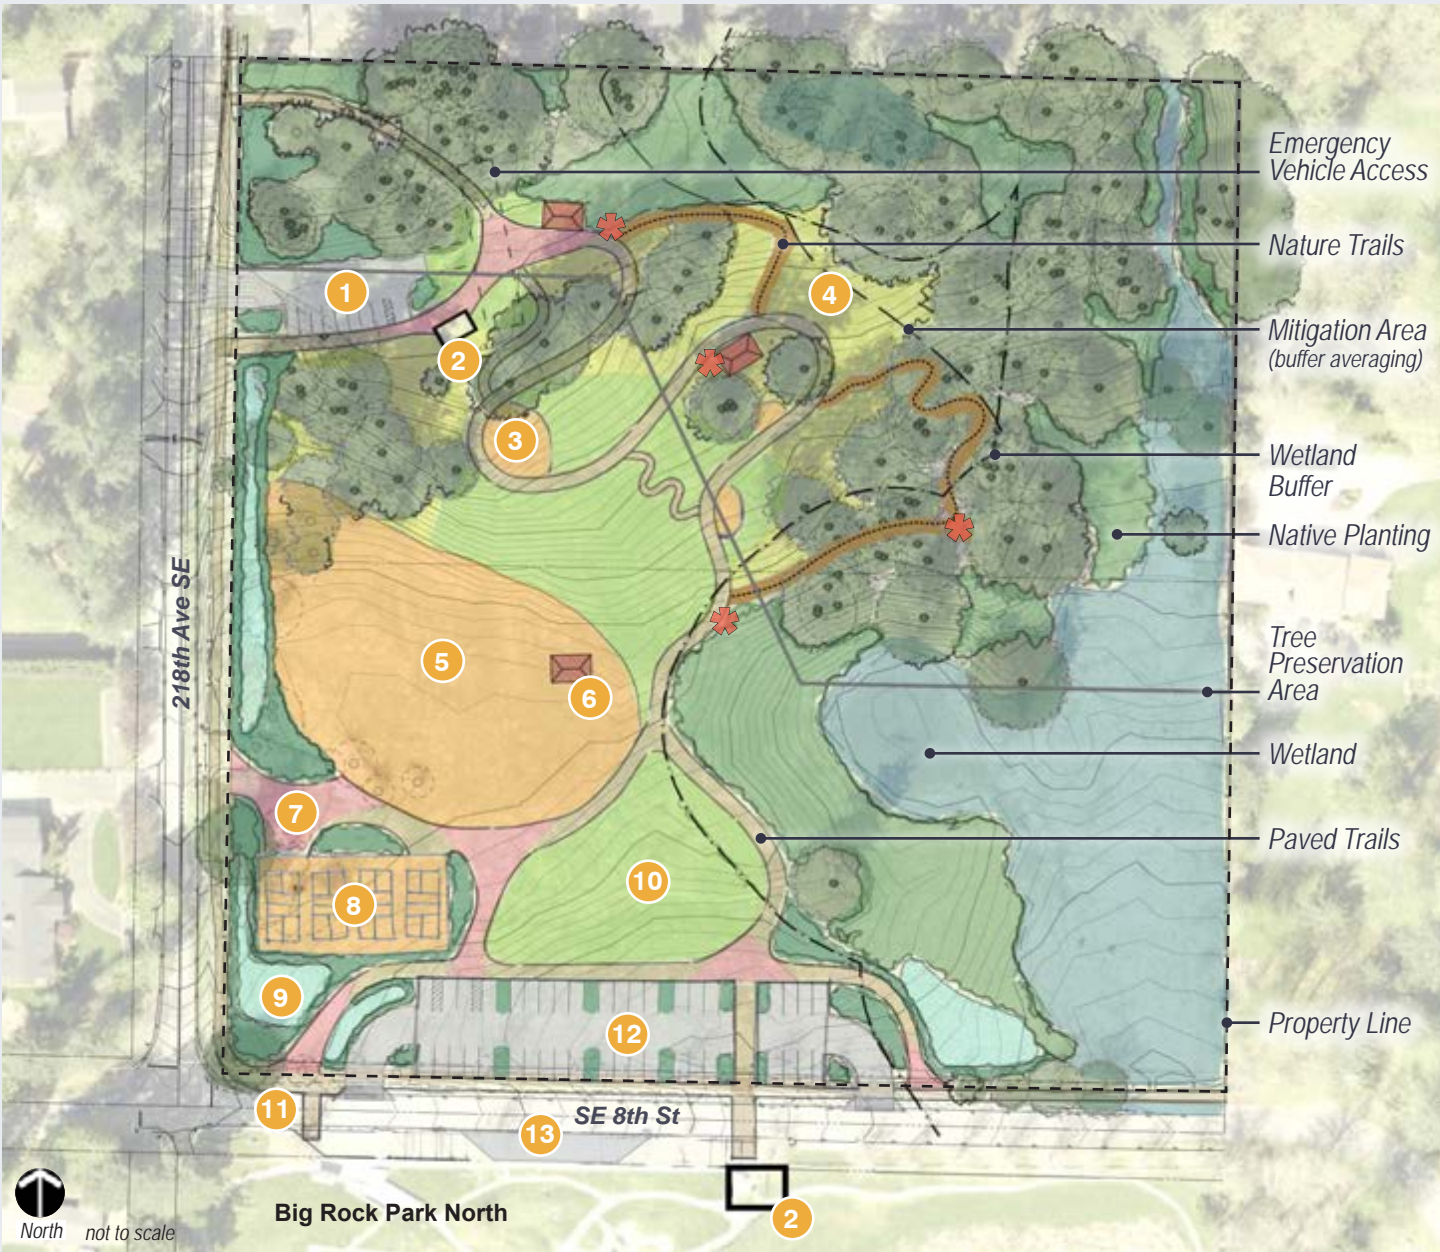 Emergency
Vehicle Access
Nature Trails
1
4
Mitigation Area
(buffer averaging)
2
3
Wetland
Buffer
Native Planting
218th Ave SE
5
6
Tree
Preservation
Area
Wetland
7
Paved Trails
8
10
9
12
Property Line
11
13
SE 8th St
2
North
not to scale
Big Rock Park North